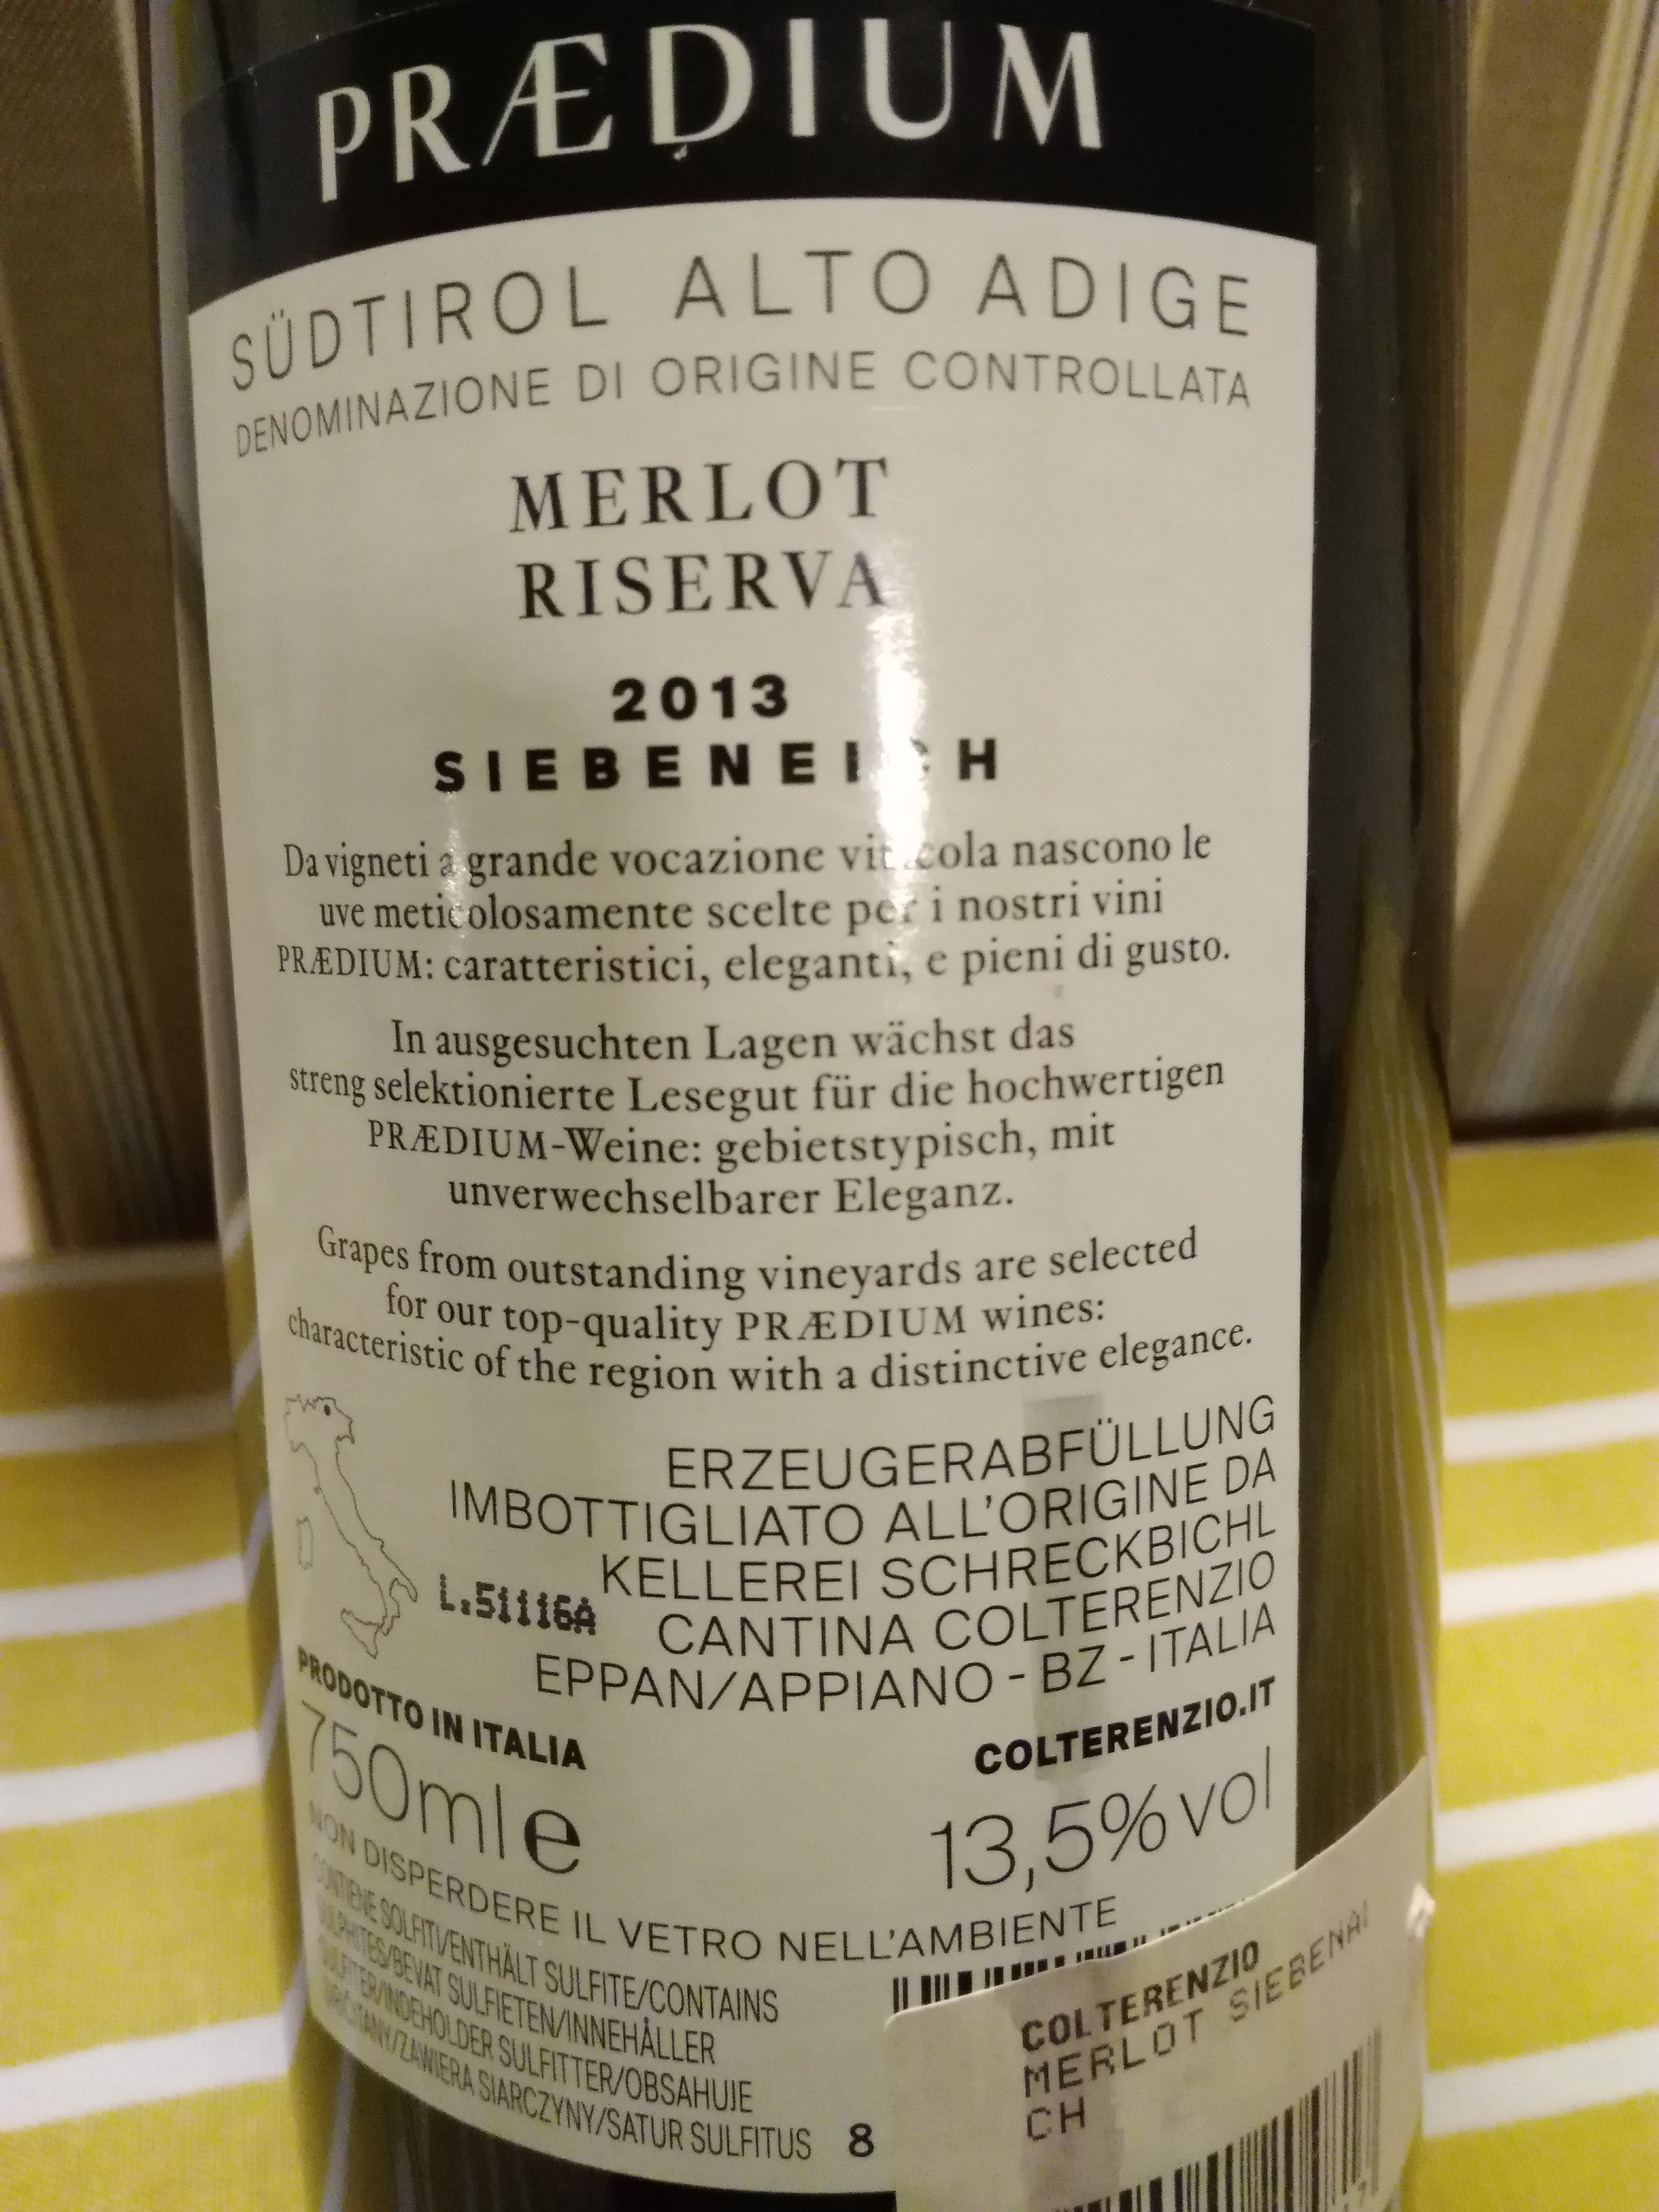 PRÆDIUM
SÜDTIROL ALTO ADIGE
DENOMINAZIONE DI ORIGINE CONTROLLATA
MERLOT
RISERVA
2013
SIEBENEICH
Da vigneti a grande vocazione viticola nascono le
uve meticolosamente scelte per i nostri vini
PRÆDIUM: caratteristici, eleganti, e pieni di gusto.
In ausgesuchten Lagen wächst das
streng selektionierte Lesegut für die hochwertigen
PRÆDIUM-Weine: gebietstypisch, mit
unverwechselbarer Eleganz.
Grapes from outstanding vineyards are selected
for our top-quality PRÆDIUM wines:
characteristic of the region with a distinctive elegance.
ERZEUGERABFÜLLUNG
IMBOTTIGLIATO ALL'ORIGINE DA
KELLEREI SCHRECKBICHL
CANTINA COLTERENZIO
EPPAN/APPIANO - BZ - ITALIA
L.51116A
PRODOTTO IN ITALIA
COLTERENZIO.IT
750ml e
13,5% vol
NON DISPERDERE IL VETRO NELL'AMBIENTE
CONTIENE SOLFITI/ENTHÄLT SULFITE/CONTAINS
SULPHITES/BEVAT SULFIETEN/INNEHÅLLER
SULFITER/INDEHOLDER SULFITTER/OBSAHUJE
SIRIČITANY/ZAWIERA SIARCZYNY/SATUR SULFITUS 8
COLTERENZIO
MERLOT SIEBENAI
CH